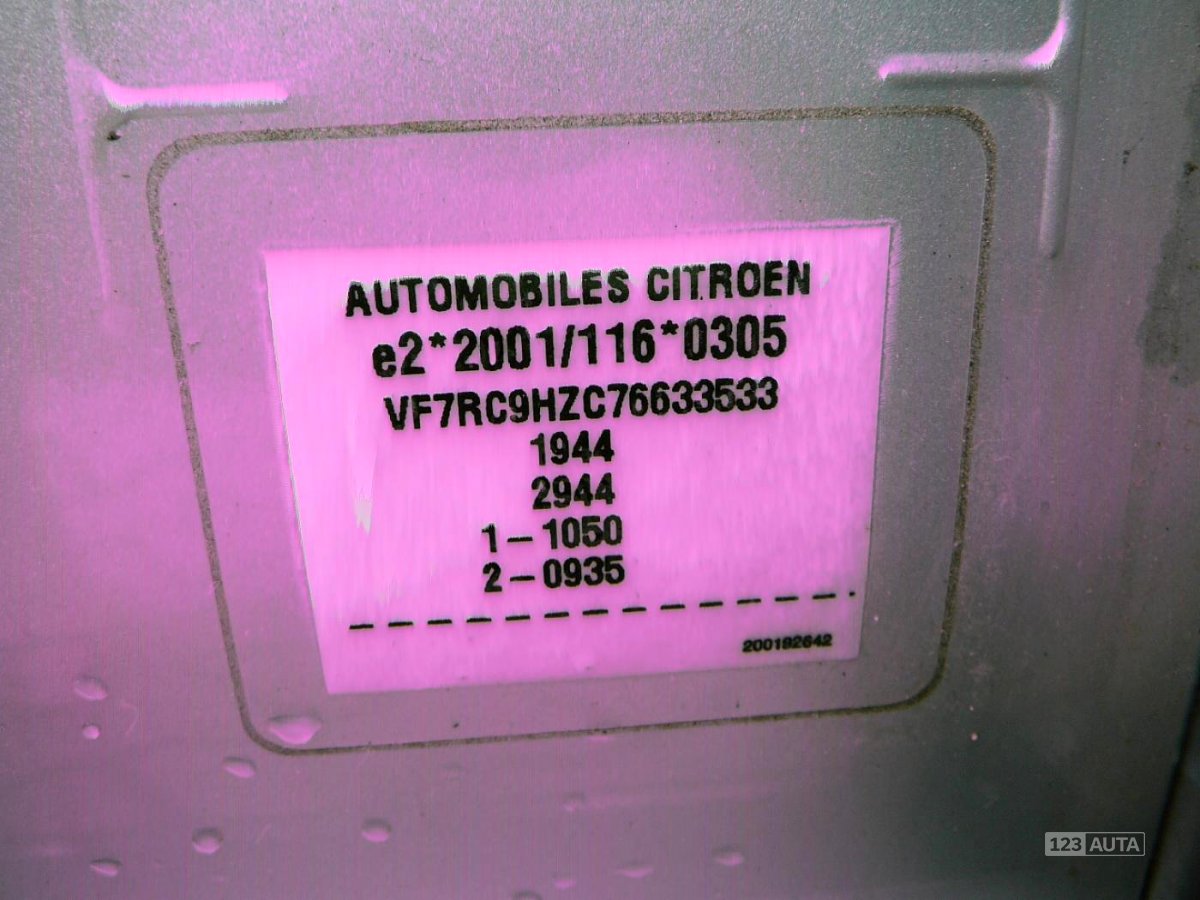 AUTOMOBILES CITROEN
e2*2001/116*0305
VF7RC9HZC76633533
1944
2944
1-1050
2-0935
200182642
123 AUTA